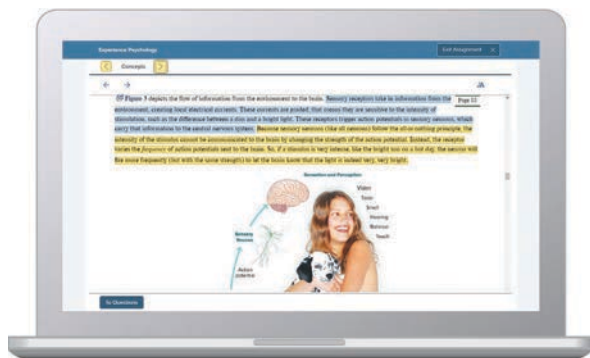 Experience Psychology
Exit Assignment X
Concepts
Figure 3 depicts the flow of information from the environment to the brain. Sensory receptors take in information from the
Page 52
environment, creating local electrical currents. These currents are graded; that means they are sensitive to the intensity of
stimulation, such as the difference between a dim and a bright light. These receptors trigger action potentials in sensory neurons, which
carry that information to the central nervous system. Because sensory neurons (like all neurons) follow the all-or-nothing principle, the
intensity of the stimulus cannot be communicated to the brain by changing the strength of the action potential. Instead, the receptor
varies the frequency of action potentials sent to the brain. So, if a stimulus is very intense, like the bright sun on a hot day, the neuron will
fire more frequently (but with the same strength) to let the brain know that the light is indeed very, very bright.
Sensation and Perception
Vision
Taste
Smell
Hearing
Balance
Touch
Sensory
Neurons
Action
potential
To Questions